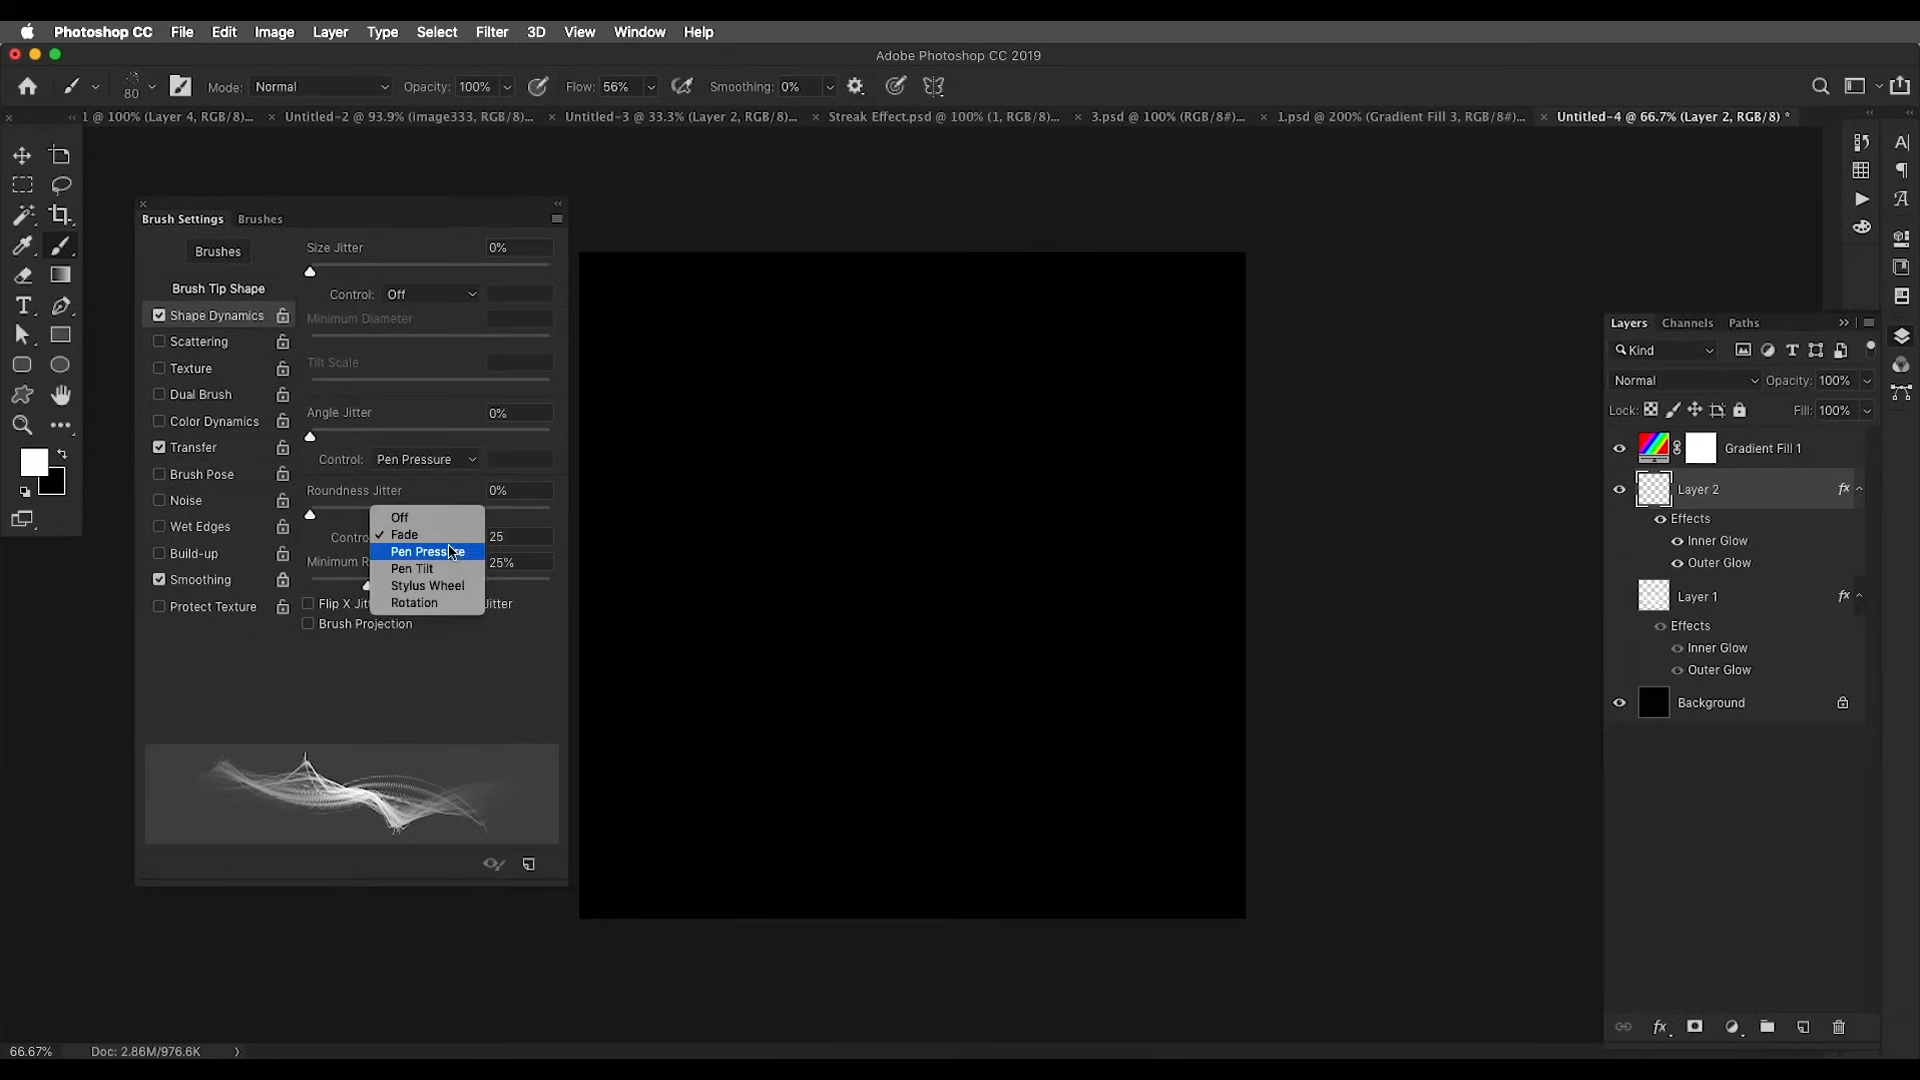 Photoshop CC File Edit Image Layer Type Select Filter 3D View Window Help
Adobe Photoshop CC 2019
80 Mode: Normal Opacity: 100% Flow: 56% Smoothing: 0%
1 @ 100% (Layer 4, RGB/8)... Untitled-2 @ 93.9% (image333, RGB/8)... Untitled-3 @ 33.3% (Layer 2, RGB/8)... Streak Effect.psd @ 100% (1, RGB/8)... 3.psd @ 100% (RGB/8#)... 1.psd @ 200% (Gradient Fill 3, RGB/8#)... Untitled-4 @ 66.7% (Layer 2, RGB/8) *
Brush Settings Brushes
Brushes
Brush Tip Shape
Shape Dynamics
Scattering
Texture
Dual Brush
Color Dynamics
Transfer
Brush Pose
Noise
Wet Edges
Build-up
Smoothing
Protect Texture
Size Jitter 0%
Control: Off
Minimum Diameter
Tilt Scale
Angle Jitter 0%
Control: Pen Pressure
Roundness Jitter 0%
Contro 25
Minimum R 25%
Flip X Jit Jitter
Brush Projection
Off
Fade
Pen Pressure
Pen Tilt
Stylus Wheel
Rotation
Layers Channels Paths
Kind
Normal Opacity: 100%
Lock: Fill: 100%
Gradient Fill 1
Layer 2 fx
Effects
Inner Glow
Outer Glow
Layer 1 fx
Effects
Inner Glow
Outer Glow
Background
fx
66.67% Doc: 2.86M/976.6K